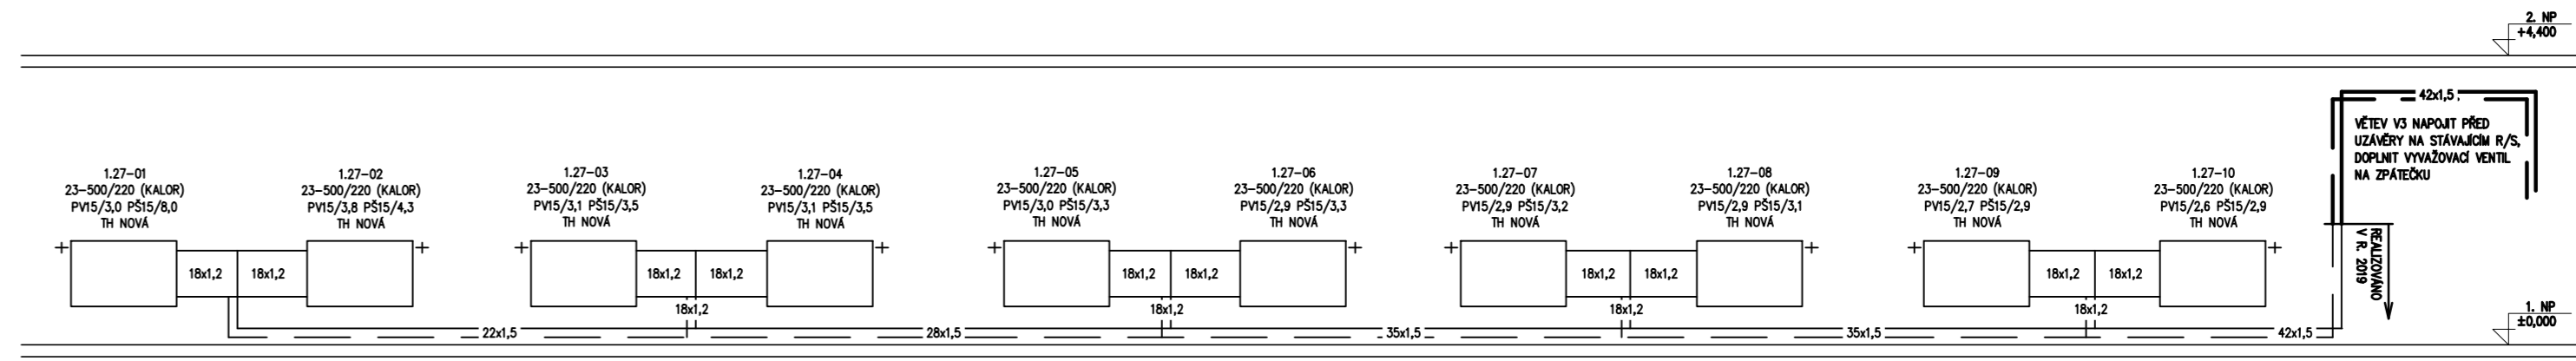 2. NP
+4,400
42x1,5
VĚTEV V3 NAPOJIT PŘED
UZÁVĚRY NA STÁVAJÍCÍM R/S,
DOPLNIT VYVAŽOVACÍ VENTIL
NA ZPÁTEČKU
1.27-01
23-500/220 (KALOR)
PV15/3,0 PŠ15/8,0
TH NOVÁ
1.27-02
23-500/220 (KALOR)
PV15/3,8 PŠ15/4,3
TH NOVÁ
1.27-03
23-500/220 (KALOR)
PV15/3,1 PŠ15/3,5
TH NOVÁ
1.27-04
23-500/220 (KALOR)
PV15/3,1 PŠ15/3,5
TH NOVÁ
1.27-05
23-500/220 (KALOR)
PV15/3,0 PŠ15/3,3
TH NOVÁ
1.27-06
23-500/220 (KALOR)
PV15/2,9 PŠ15/3,3
TH NOVÁ
1.27-07
23-500/220 (KALOR)
PV15/2,9 PŠ15/3,2
TH NOVÁ
1.27-08
23-500/220 (KALOR)
PV15/2,9 PŠ15/3,1
TH NOVÁ
1.27-09
23-500/220 (KALOR)
PV15/2,7 PŠ15/2,9
TH NOVÁ
1.27-10
23-500/220 (KALOR)
PV15/2,6 PŠ15/2,9
TH NOVÁ
18x1,2
18x1,2
18x1,2
18x1,2
18x1,2
18x1,2
18x1,2
18x1,2
18x1,2
18x1,2
REALIZOVÁNO
V R. 2019
18x1,2
18x1,2
18x1,2
18x1,2
1. NP
±0,000
22x1,5
28x1,5
35x1,5
35x1,5
42x1,5